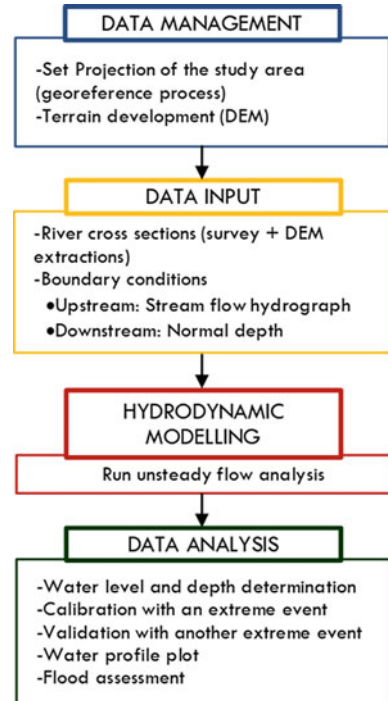 DATA MANAGEMENT
-Set Projection of the study area
(georeference process)
-Terrain development (DEM)
DATA INPUT
-River cross sections (survey + DEM
extractions)
-Boundary conditions
•Upstream: Stream flow hydrograph
•Downstream: Normal depth
HYDRODYNAMIC
MODELLING
Run unsteady flow analysis
DATA ANALYSIS
-Water level and depth determination
-Calibration with an extreme event
-Validation with another extreme event
-Water profile plot
-Flood assessment